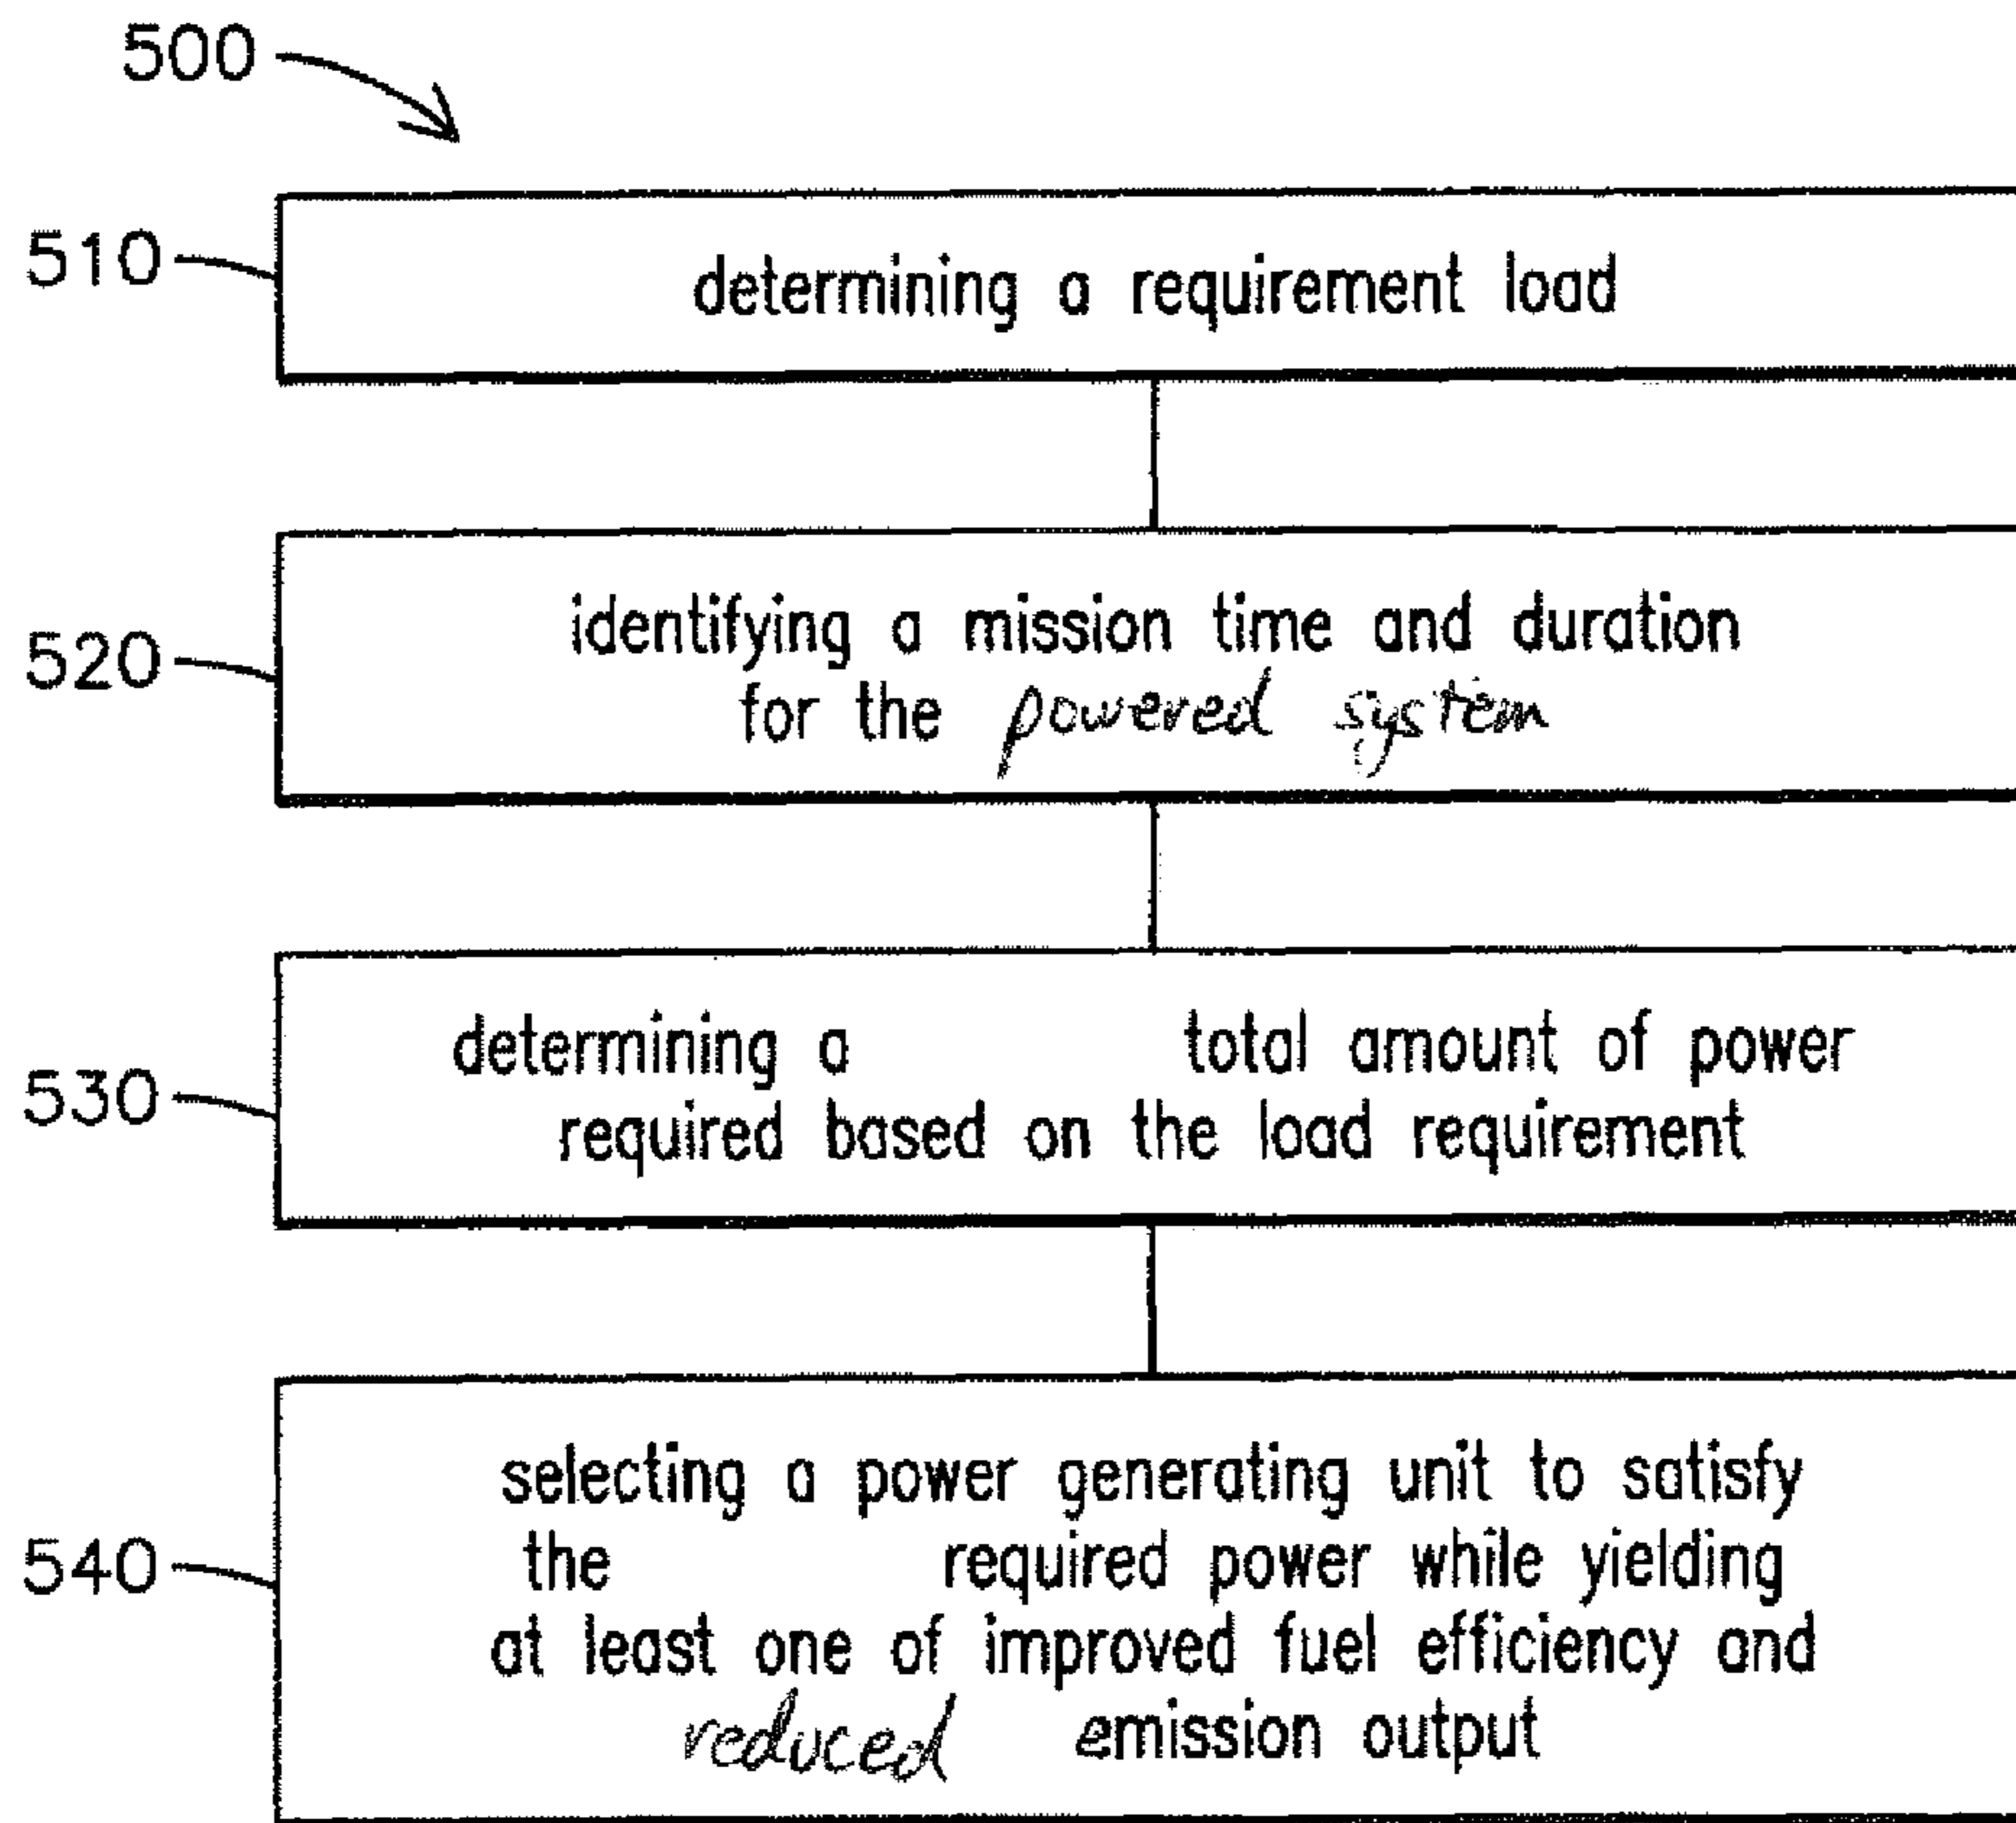 500
510
determining a requirement load
520
identifying a mission time and duration
for the powered system
530
determining a total amount of power
required based on the load requirement
540
selecting a power generating unit to satisfy
the required power while yielding
at least one of improved fuel efficiency and
reduced emission output